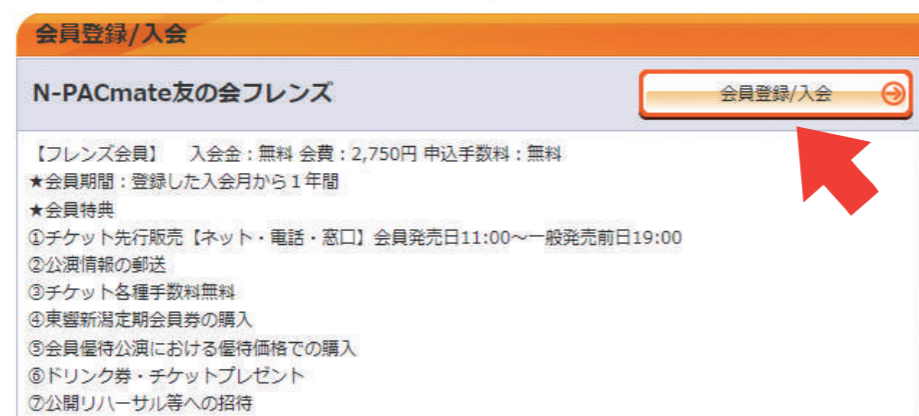 会員登録/入会
N-PACmate友の会フレンズ
会員登録/入会
【フレンズ会員】 入会金：無料 会費：2,750円 申込手数料：無料
★会員期間：登録した入会月から１年間
★会員特典
①チケット先行販売【ネット・電話・窓口】会員発売日11:00～一般発売前日19:00
②公演情報の郵送
③チケット各種手数料無料
④東響新潟定期会員券の購入
⑤会員優待公演における優待価格での購入
⑥ドリンク券・チケットプレゼント
⑦公開リハーサル等への招待